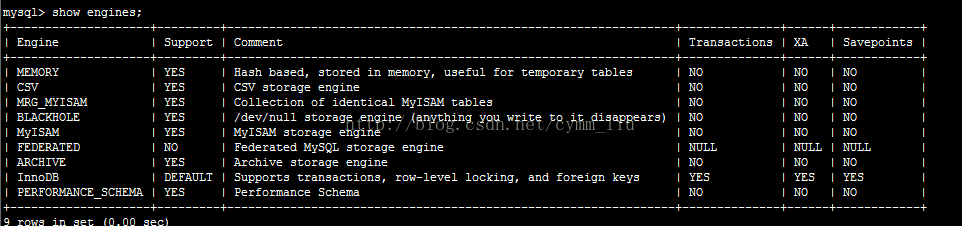 mysql> show engines;
+--------------------+---------+----------------------------------------------------------------+--------------+------+------------+
| Engine             | Support | Comment                                                        | Transactions | XA   | Savepoints |
+--------------------+---------+----------------------------------------------------------------+--------------+------+------------+
| MEMORY             | YES     | Hash based, stored in memory, useful for temporary tables      | NO           | NO   | NO         |
| CSV                | YES     | CSV storage engine                                             | NO           | NO   | NO         |
| MRG_MYISAM         | YES     | Collection of identical MyISAM tables                          | NO           | NO   | NO         |
| BLACKHOLE          | YES     | /dev/null storage engine (anything you write to it disappears) | NO           | NO   | NO         |
| MyISAM             | YES     | MyISAM storage engine                                          | NO           | NO   | NO         |
| FEDERATED          | NO      | Federated MySQL storage engine                                 | NULL         | NULL | NULL       |
| ARCHIVE            | YES     | Archive storage engine                                         | NO           | NO   | NO         |
| InnoDB             | DEFAULT | Supports transactions, row-level locking, and foreign keys     | YES          | YES  | YES        |
| PERFORMANCE_SCHEMA | YES     | Performance Schema                                             | NO           | NO   | NO         |
+--------------------+---------+----------------------------------------------------------------+--------------+------+------------+
9 rows in set (0.00 sec)